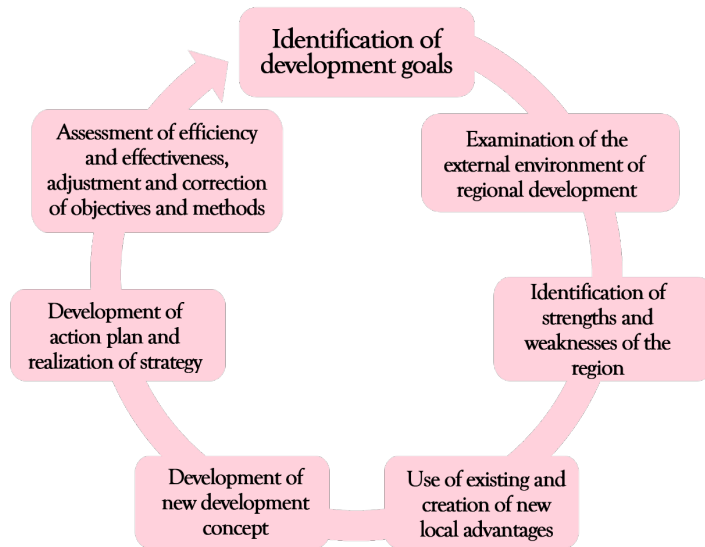 Identification of
development goals
Examination of the
external environment of
regional development
Identification of
strengths and
weaknesses of the
region
Use of existing and
creation of new
local advantages
Development of
new development
concept
Development of
action plan and
realization of strategy
Assessment of efficiency
and effectiveness,
adjustment and correction
of objectives and methods